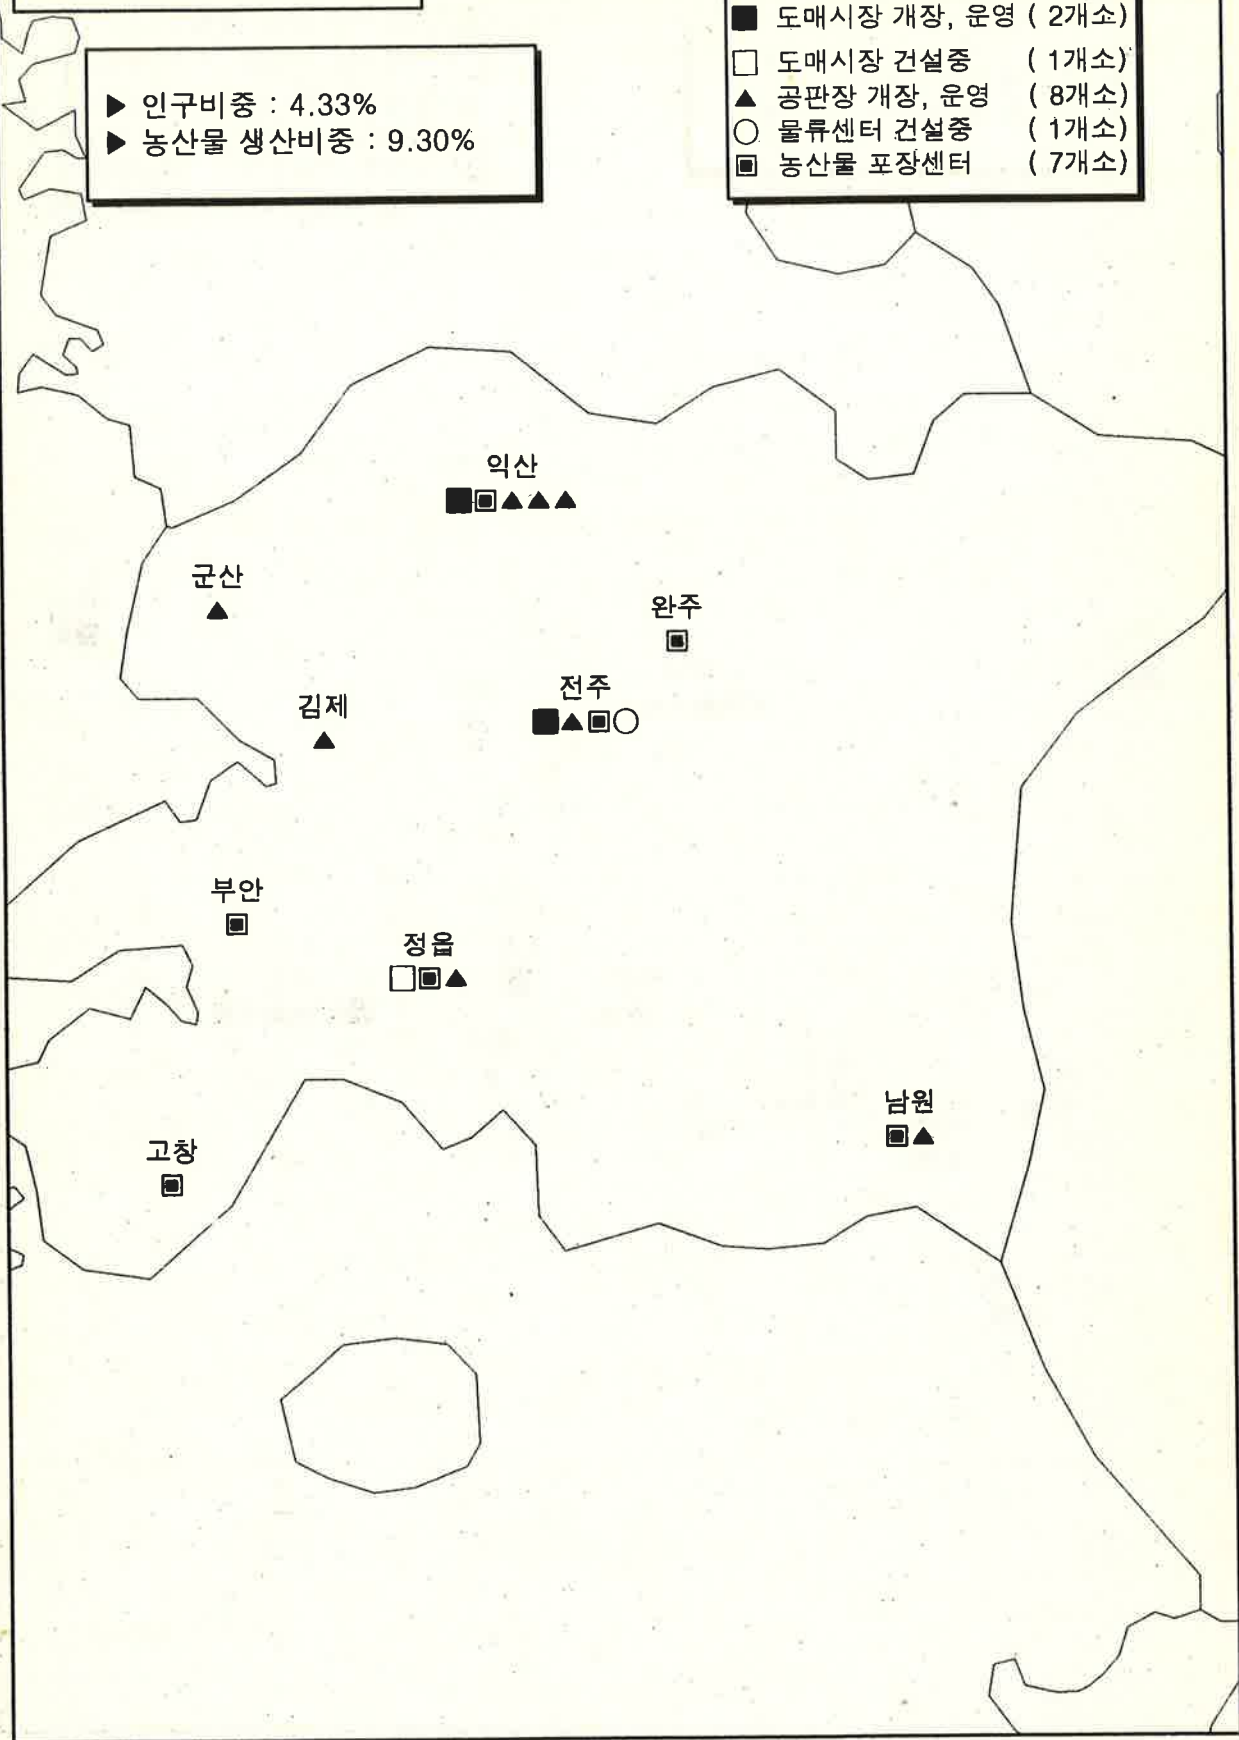 ▶ 인구비중 : 4.33%
▶ 농산물 생산비중 : 9.30%
■ 도매시장 개장, 운영 ( 2개소)
□ 도매시장 건설중 ( 1개소)
▲ 공판장 개장, 운영 ( 8개소)
○ 물류센터 건설중 ( 1개소)
▣ 농산물 포장센터 ( 7개소)
익산
군산
완주
전주
김제
부안
정읍
남원
고창